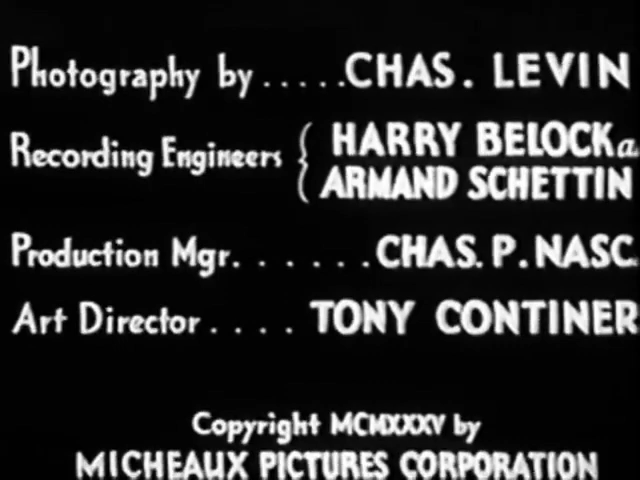 Photography by.....CHAS. LEVIN
Recording Engineers { HARRY BELOCK a
ARMAND SCHETTIN
Production Mgr.......CHAS. P. NASC
Art Director.... TONY CONTINER
Copyright MCMXXXV by
MICHEAUX PICTURES CORPORATION